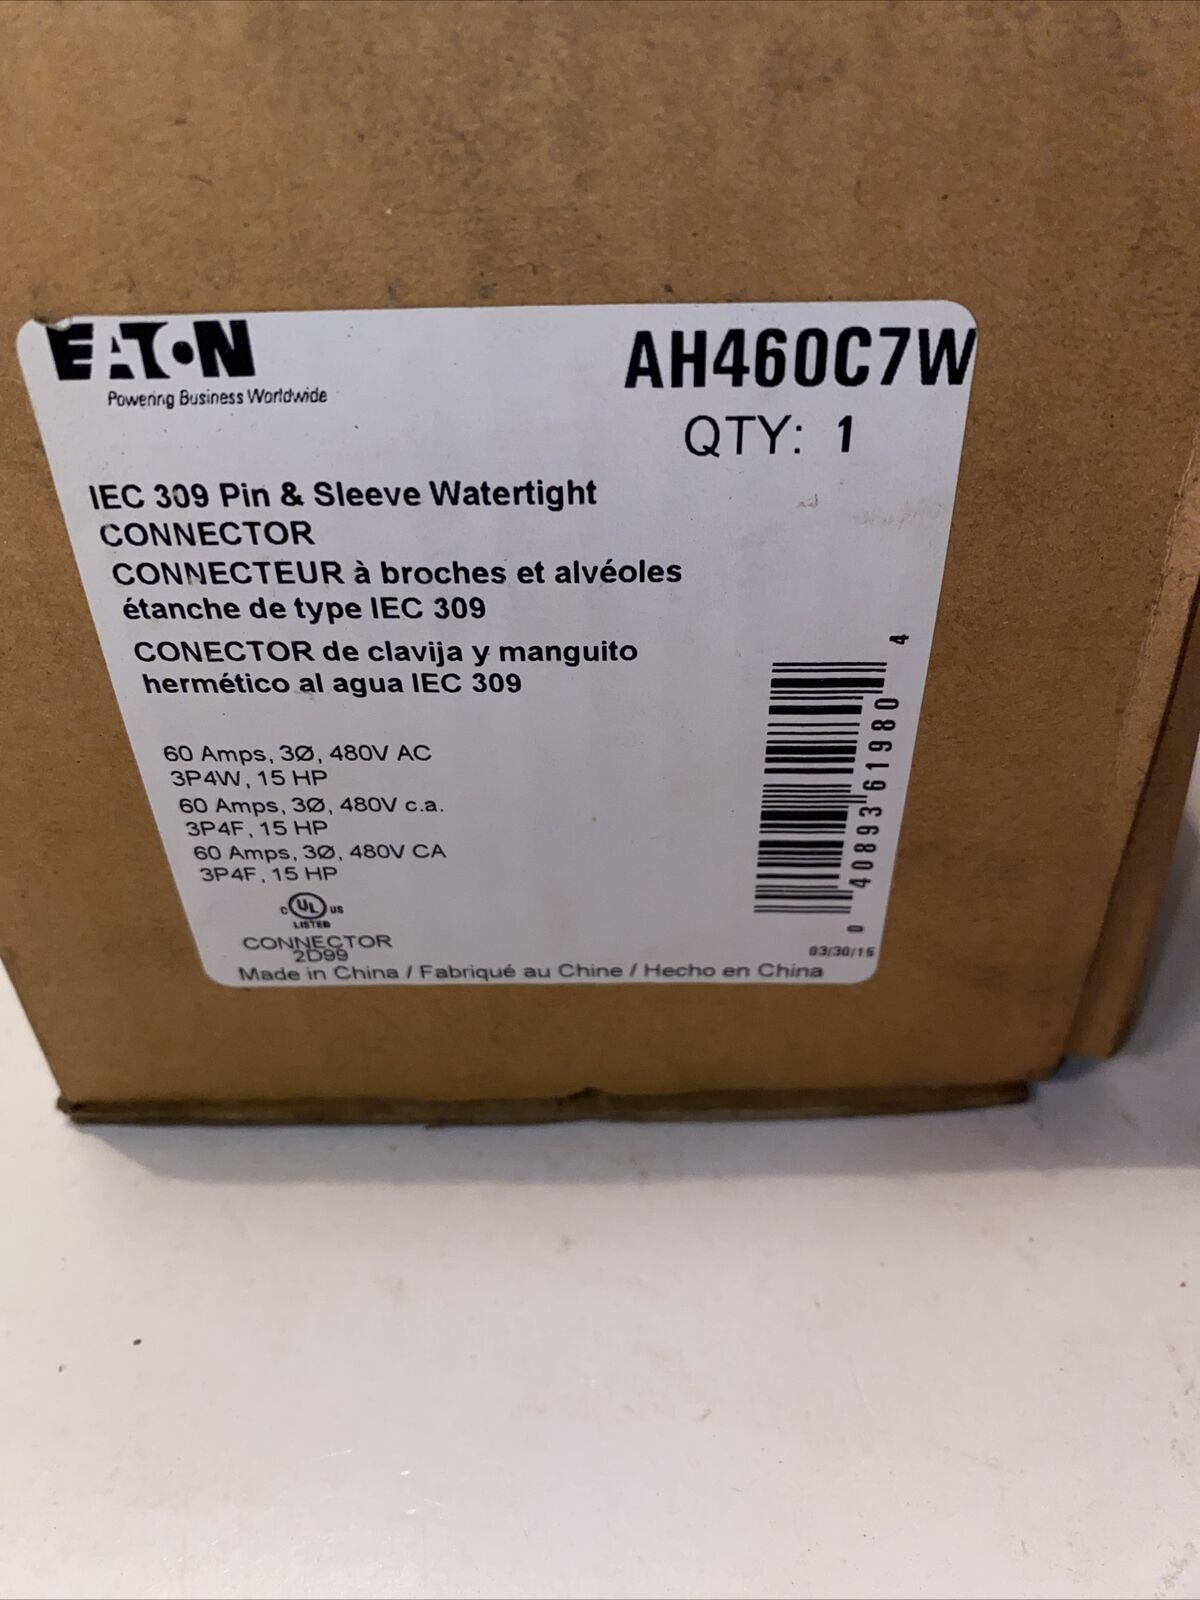 EATON
Powering Business Worldwide
AH460C7W
QTY: 1
IEC 309 Pin & Sleeve Watertight
CONNECTOR
CONNECTEUR à broches et alvéoles
étanche de type IEC 309
CONECTOR de clavija y manguito
hermético al agua IEC 309
60 Amps, 3Ø, 480V AC
3P4W, 15 HP
60 Amps, 3Ø, 480V c.a.
3P4F, 15 HP
60 Amps, 3Ø, 480V CA
3P4F, 15 HP
c UL us
LISTED
CONNECTOR
2D99
Made in China / Fabriqué au Chine / Hecho en China
0 40893 61980 4
03/30/15